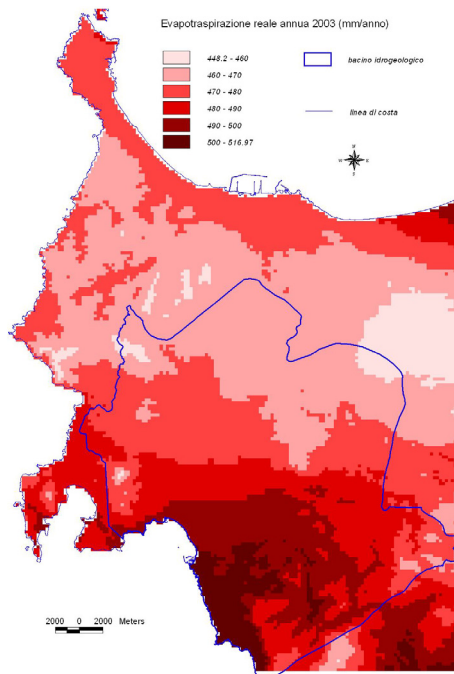 Evapotraspirazione reale annua 2003 (mm/anno)
448.2 - 460
460 - 470
470 - 480
480 - 490
490 - 500
500 - 516.97
bacino idrogeologico
linea di costa
2000 0 2000 Meters